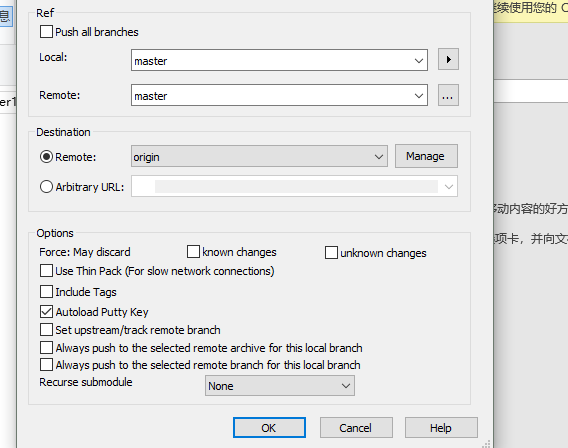 息
继续使用您的 O
Ref
Push all branches
Local:
master
Remote:
master
...
er1
Destination
Remote:
origin
Manage
Arbitrary URL:
移动内容的好方
项卡，并向文
Options
Force: May discard
known changes
unknown changes
Use Thin Pack (For slow network connections)
Include Tags
Autoload Putty Key
Set upstream/track remote branch
Always push to the selected remote archive for this local branch
Always push to the selected remote branch for this local branch
Recurse submodule
None
OK
Cancel
Help